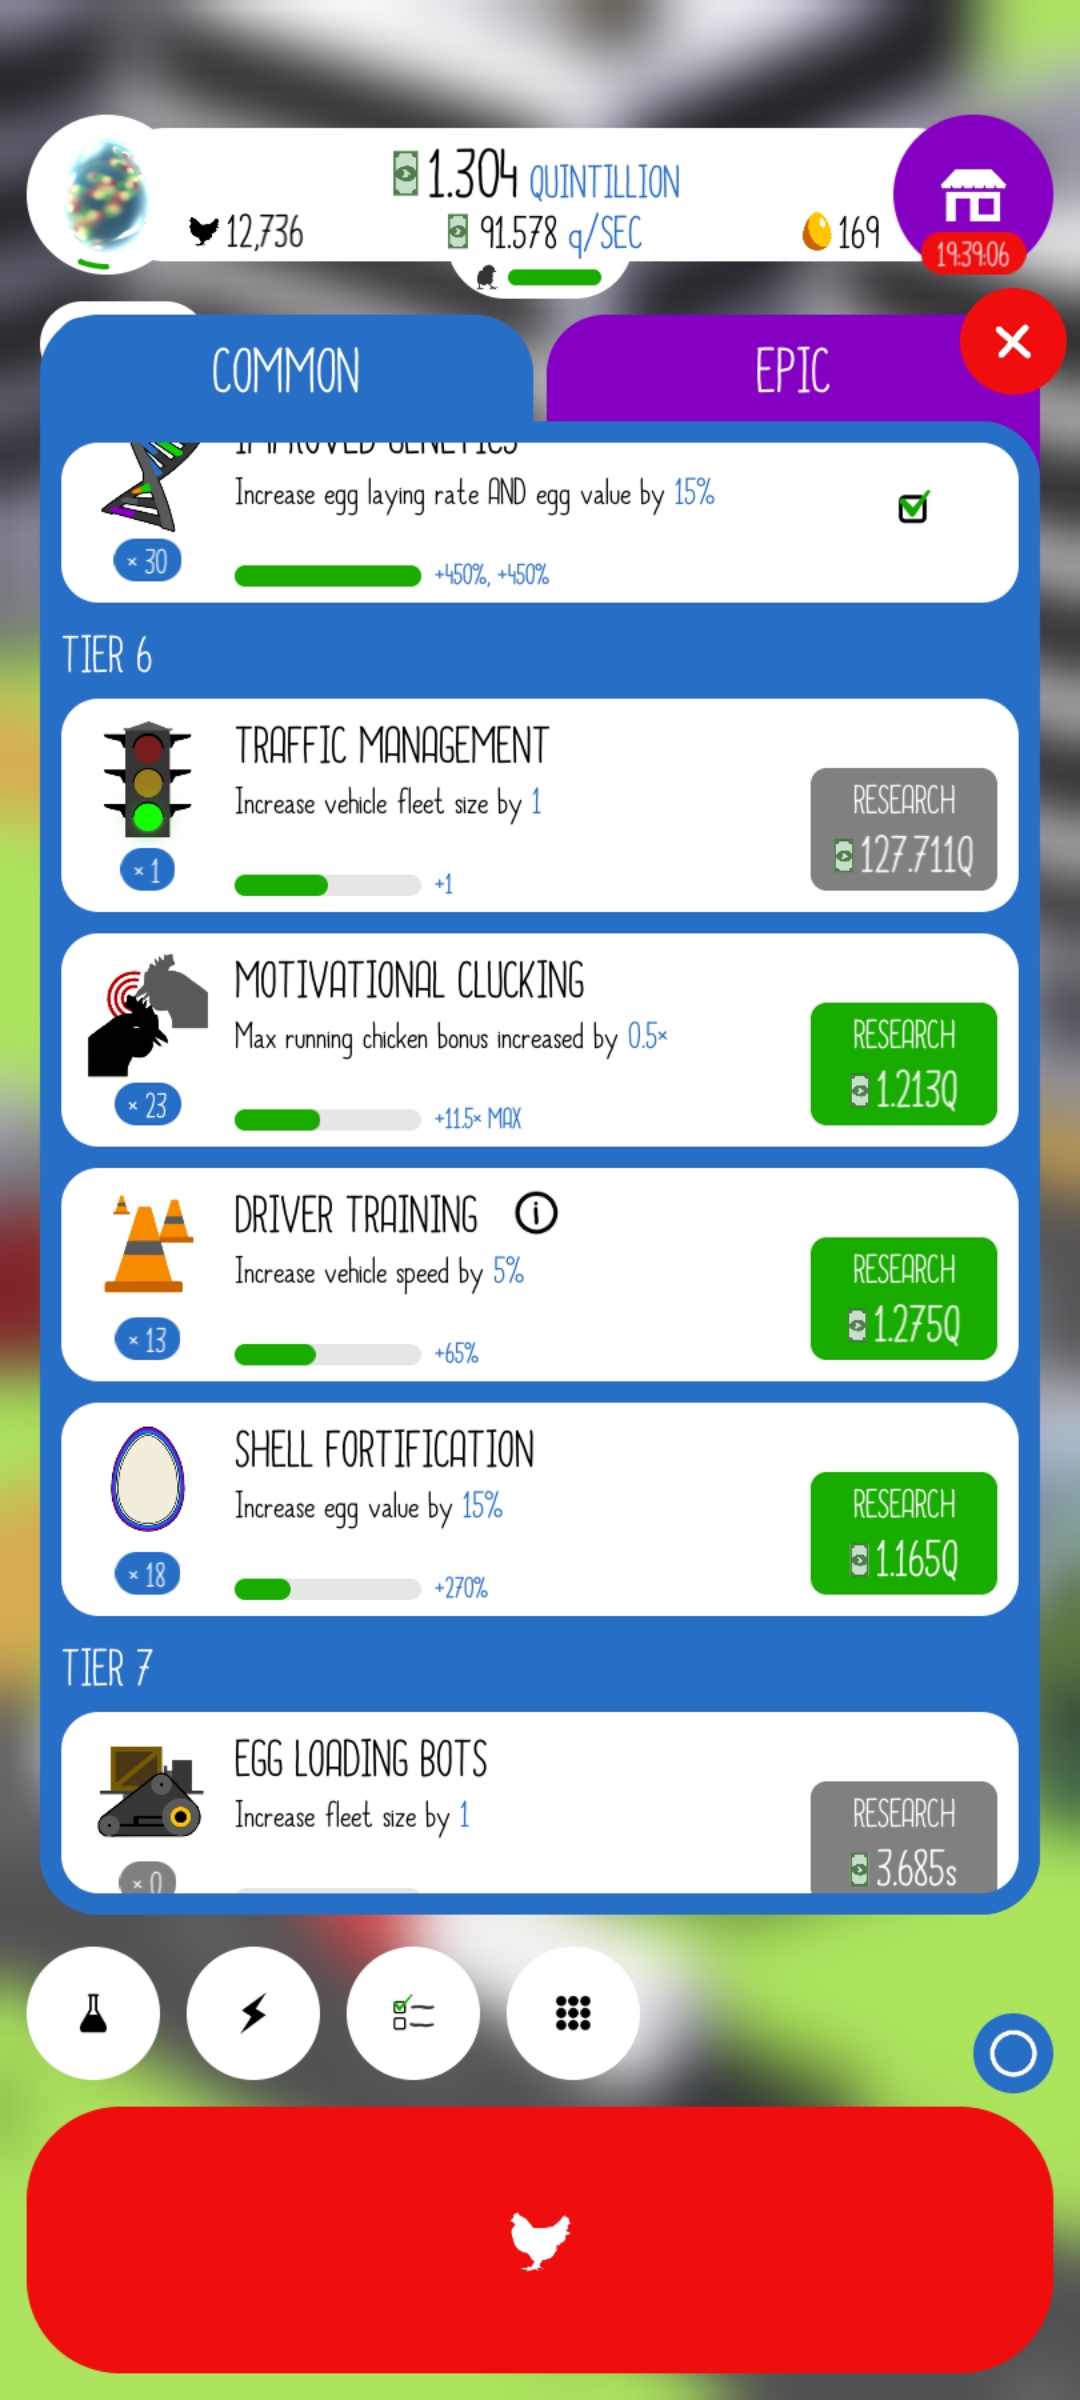 1.304 QUINTILLION
12,736
91.578 q/SEC
169
19:39:06
COMMON
EPIC
IMPROVED GENETICS
Increase egg laying rate AND egg value by 15%
× 30
+450%, +450%
TIER 6
TRAFFIC MANAGEMENT
Increase vehicle fleet size by 1
RESEARCH
127.711Q
× 1
+1
MOTIVATIONAL CLUCKING
Max running chicken bonus increased by 0.5×
RESEARCH
1.213Q
× 23
+11.5× MAX
DRIVER TRAINING i
Increase vehicle speed by 5%
RESEARCH
1.275Q
× 13
+65%
SHELL FORTIFICATION
Increase egg value by 15%
RESEARCH
1.165Q
× 18
+270%
TIER 7
EGG LOADING BOTS
Increase fleet size by 1
RESEARCH
3.685s
× 0